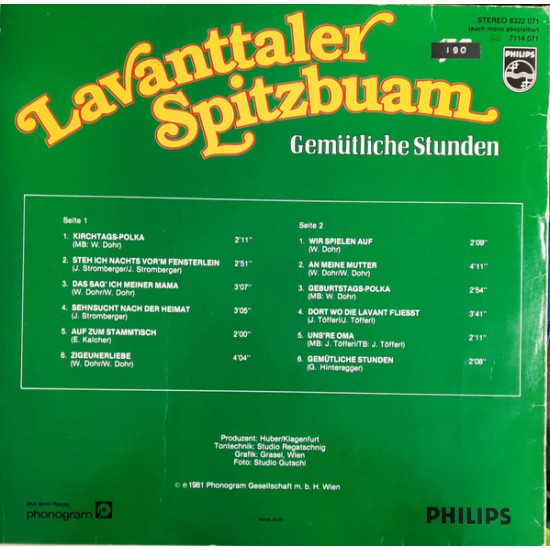 Lavanttaler
Spitzbuam
Gemütliche Stunden
STEREO 6322 071
(auch mono abspielbar)
7114 071
190
PHILIPS
Seite 1
1. KIRCHTAGS-POLKA 2'11"
(MB: W. Dohr)
2. STEH ICH NACHTS VOR'M FENSTERLEIN 2'51"
(J. Stromberger/J. Stromberger)
3. DAS SAG' ICH MEINER MAMA 3'07"
(W. Dohr/W. Dohr)
4. SEHNSUCHT NACH DER HEIMAT 3'05"
(J. Stromberger)
5. AUF ZUM STAMMTISCH 2'00"
(E. Kalcher)
6. ZIGEUNERLIEBE 4'04"
(W. Dohr/W. Dohr)
Seite 2
1. WIR SPIELEN AUF 2'09"
(W. Dohr/W. Dohr)
2. AN MEINE MUTTER 4'11"
(W. Dohr/W. Dohr)
3. GEBURTSTAGS-POLKA 2'54"
(MB: W. Dohr)
4. DORT WO DIE LAVANT FLIESST 3'41"
(J. Töfferl/J. Töfferl)
5. UNS'RE OMA 2'11"
(MB: J. Töfferl/TB: J. Töfferl)
6. GEMÜTLICHE STUNDEN 2'08"
(G. Hinteregger)
Produzent: Huber/Klagenfurt
Tontechnik: Studio Regatschnig
Grafik: Grasel, Wien
Foto: Studio Gutschi
© ℗ 1981 Phonogram Gesellschaft m. b. H. Wien
aus dem Hause
phonogram
PHILIPS